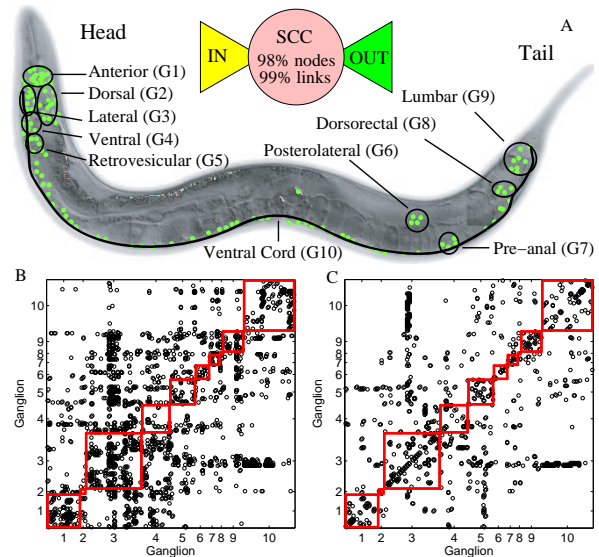 A
Head
SCC
98% nodes
99% links
IN
OUT
Tail
Anterior (G1)
Dorsal (G2)
Lateral (G3)
Ventral (G4)
Retrovesicular (G5)
Lumbar (G9)
Dorsorectal (G8)
Posterolateral (G6)
Ventral Cord (G10)
Pre-anal (G7)
B
Ganglion
10
9
8
7
6
5
4
3
2
1
1 2 3 4 5 6 7 8 9 10
Ganglion
C
Ganglion
10
9
8
7
6
5
4
3
2
1
1 2 3 4 5 6 7 8 9 10
Ganglion